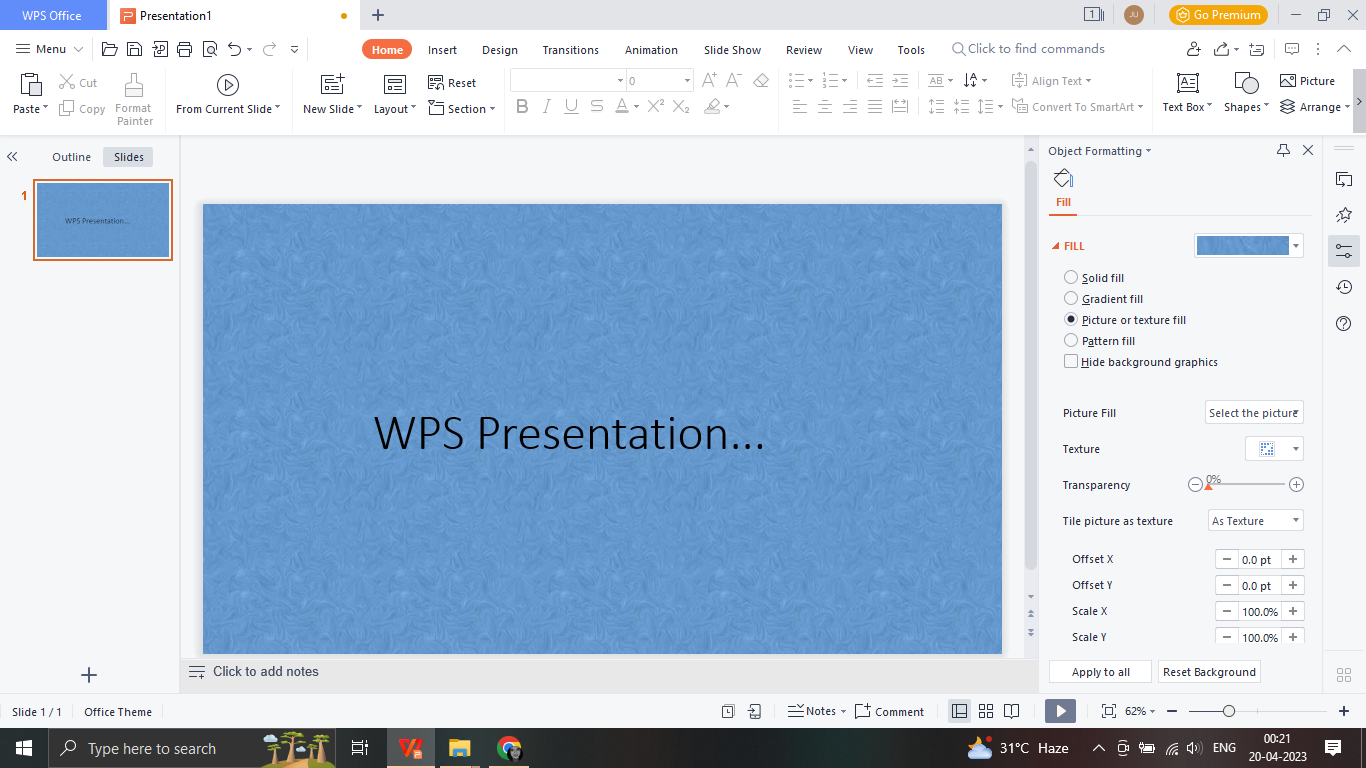 WPS Office
Presentation1
1
JU
Go Premium
Menu
Home
Insert
Design
Transitions
Animation
Slide Show
Review
View
Tools
Click to find commands
Paste
Cut
Copy
Format
Painter
From Current Slide
New Slide
Layout
Reset
Section
0
Align Text
Convert To SmartArt
Text Box
Shapes
Picture
Arrange
Outline
Slides
1
WPS Presentation...
WPS Presentation...
Click to add notes
Object Formatting
Fill
FILL
Solid fill
Gradient fill
Picture or texture fill
Pattern fill
Hide background graphics
Picture Fill
Select the picture
Texture
Transparency
0%
Tile picture as texture
As Texture
Offset X
0.0 pt
Offset Y
0.0 pt
Scale X
100.0%
Scale Y
100.0%
Apply to all
Reset Background
Slide 1 / 1
Office Theme
Notes
Comment
62%
Type here to search
31°C Haze
ENG
00:21
20-04-2023